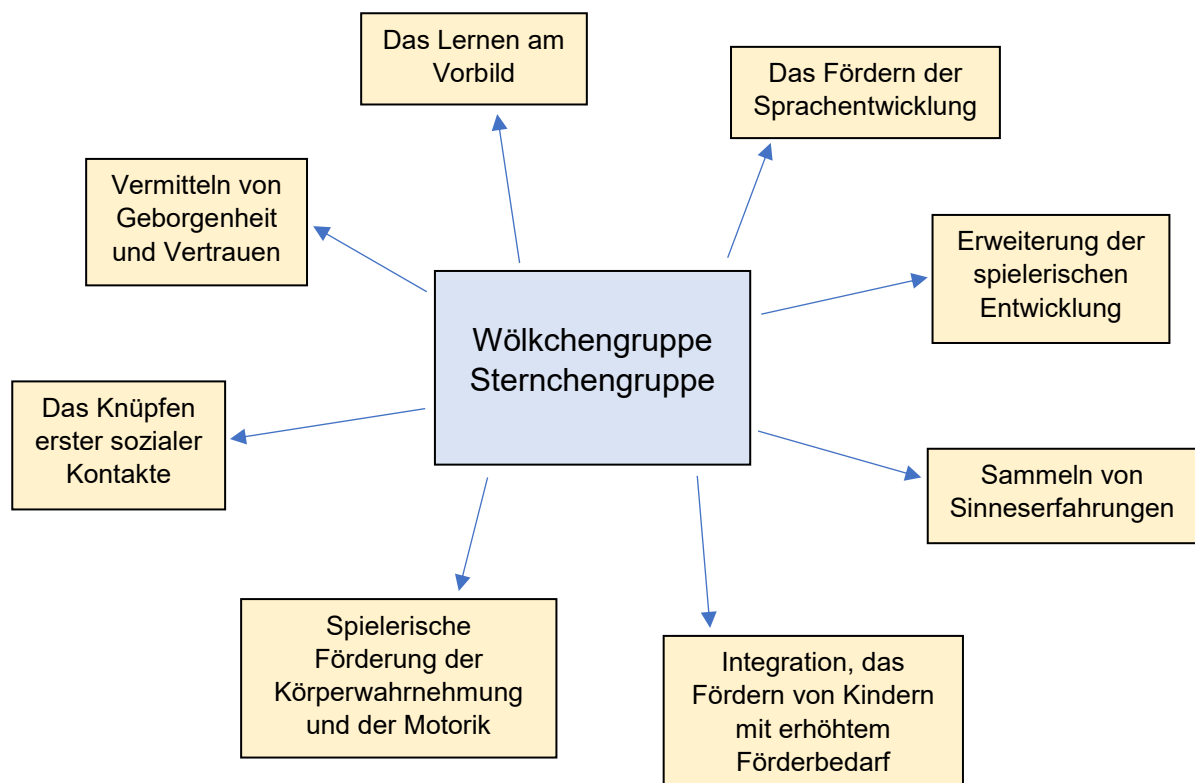 Das Lernen am
Vorbild
Das Fördern der
Sprachentwicklung
Vermitteln von
Geborgenheit
und Vertrauen
Erweiterung der
spielerischen
Entwicklung
Wölkchengruppe
Sternchengruppe
Das Knüpfen
erster sozialer
Kontakte
Sammeln von
Sinneserfahrungen
Spielerische
Förderung der
Körperwahrnehmung
und der Motorik
Integration, das
Fördern von Kindern
mit erhöhtem
Förderbedarf